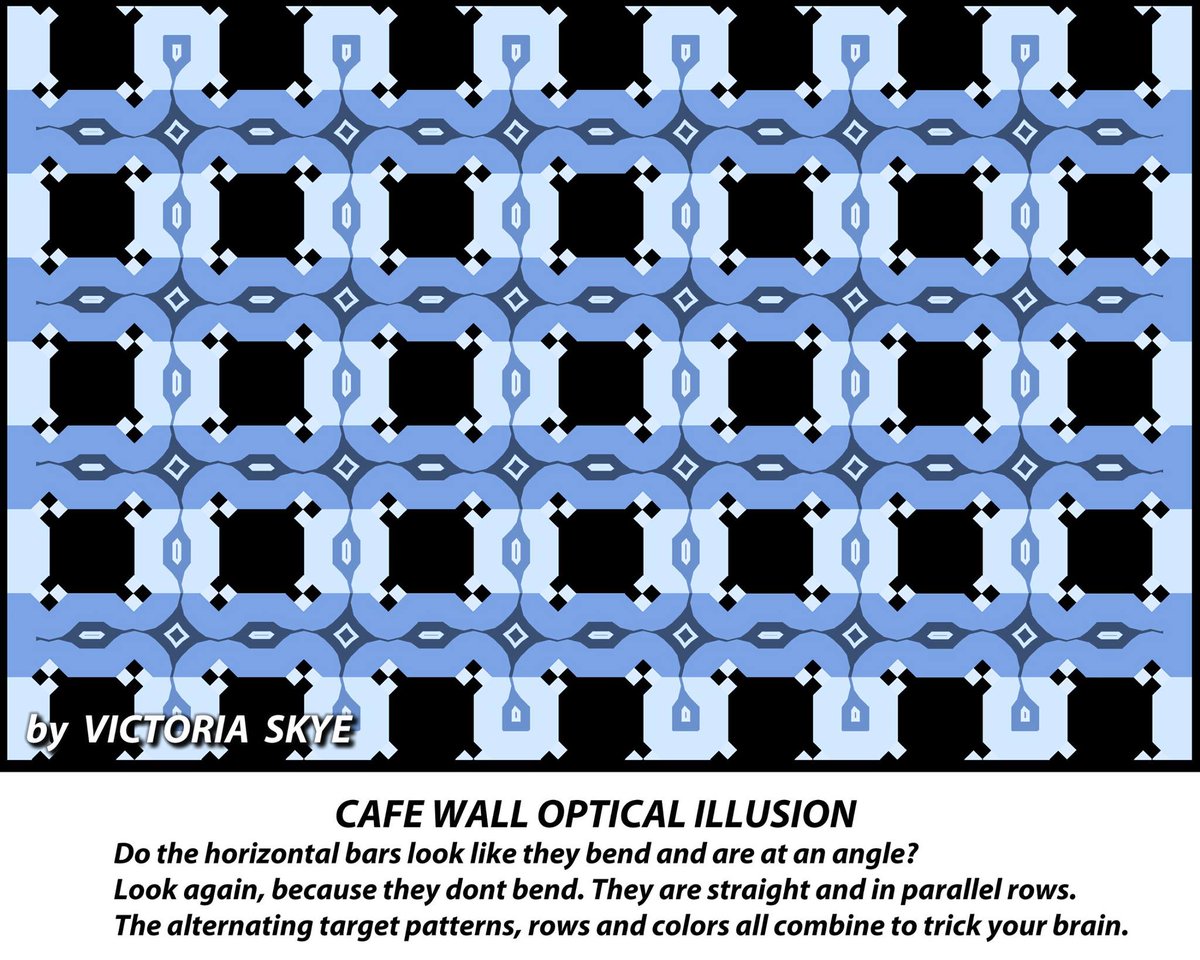 by VICTORIA SKYE
CAFE WALL OPTICAL ILLUSION
Do the horizontal bars look like they bend and are at an angle?
Look again, because they dont bend. They are straight and in parallel rows.
The alternating target patterns, rows and colors all combine to trick your brain.